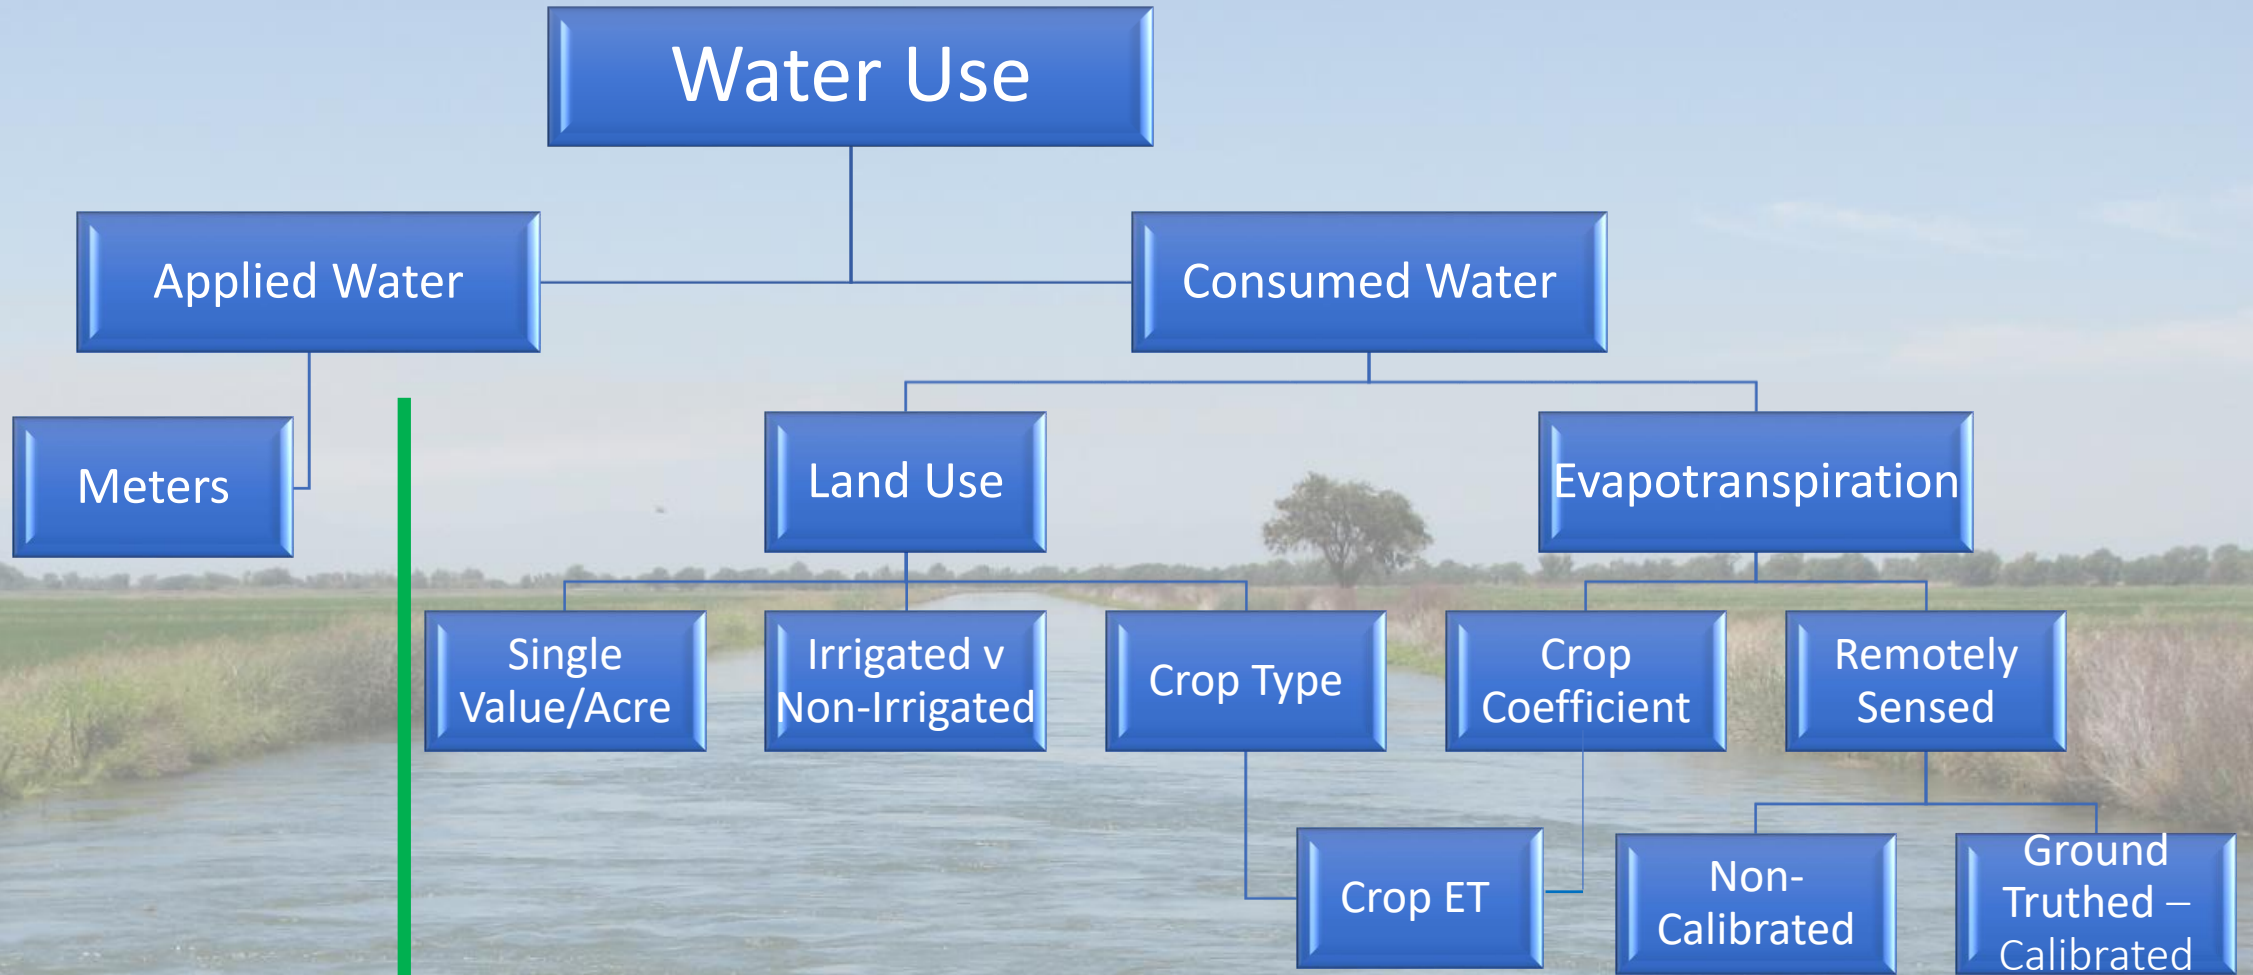 Water Use
Applied Water
Consumed Water
Meters
Land Use
Evapotranspiration
Single
Value/Acre
Irrigated v
Non-Irrigated
Crop Type
Crop
Coefficient
Remotely
Sensed
Crop ET
Non-
Calibrated
Ground
Truthed –
Calibrated